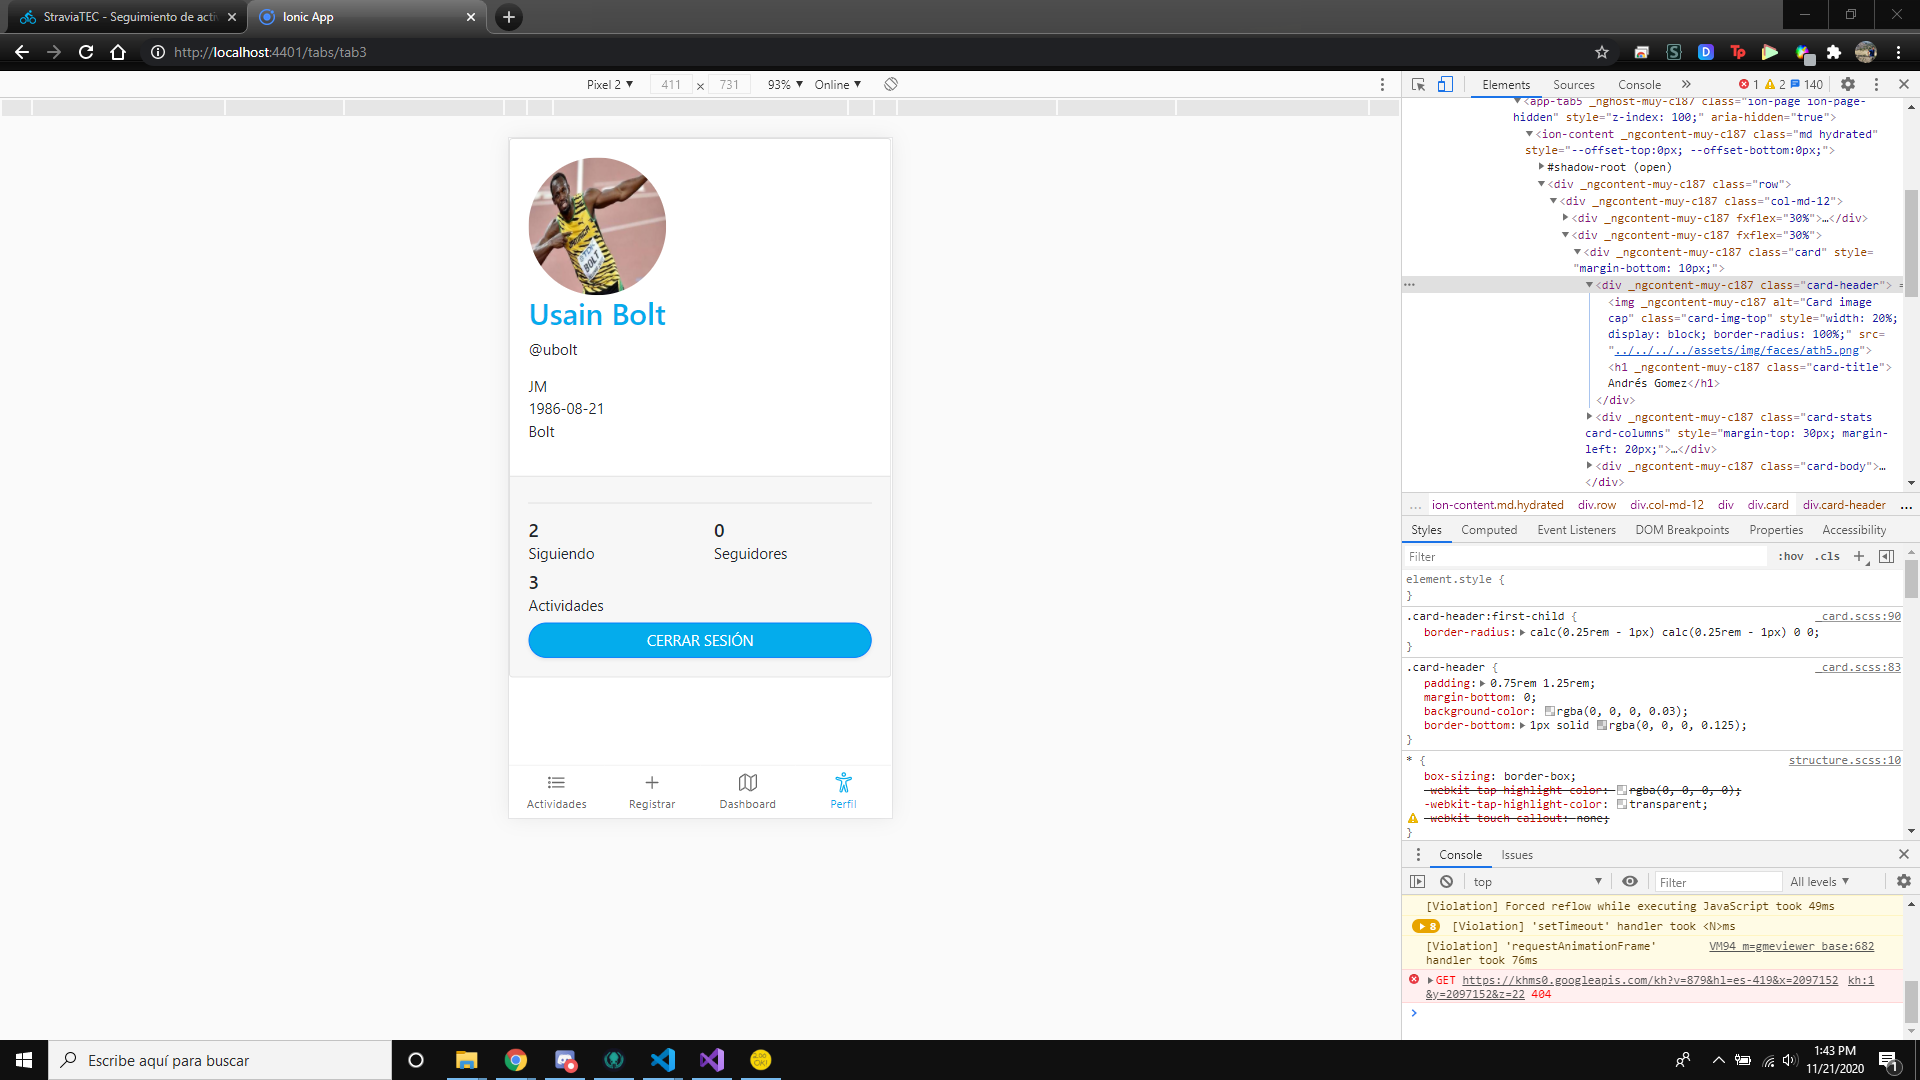 StraviaTEC - Seguimiento de acti
Ionic App
http://localhost:4401/tabs/tab3
Pixel 2 ▼ 411 × 731 93% ▼ Online ▼
Usain Bolt
@ubolt
JM
1986-08-21
Bolt
2
Siguiendo
0
Seguidores
3
Actividades
CERRAR SESIÓN
Actividades
Registrar
Dashboard
Perfil
Elements Sources Console » 1 2 140
<app-tab5 _nghost-muy-c187 class="ion-page ion-page-
hidden" style="z-index: 100;" aria-hidden="true">
<ion-content _ngcontent-muy-c187 class="md hydrated"
style="--offset-top:0px; --offset-bottom:0px;">
#shadow-root (open)
<div _ngcontent-muy-c187 class="row">
<div _ngcontent-muy-c187 class="col-md-12">
<div _ngcontent-muy-c187 fxflex="30%">…</div>
<div _ngcontent-muy-c187 fxflex="30%">
<div _ngcontent-muy-c187 class="card" style=
"margin-bottom: 10px;">
<div _ngcontent-muy-c187 class="card-header"> =
<img _ngcontent-muy-c187 alt="Card image
cap" class="card-img-top" style="width: 20%;
display: block; border-radius: 100%;" src=
"../../../../assets/img/faces/ath5.png">
<h1 _ngcontent-muy-c187 class="card-title">
Andrés Gomez</h1>
</div>
<div _ngcontent-muy-c187 class="card-stats
card-columns" style="margin-top: 30px; margin-
left: 20px;">…</div>
<div _ngcontent-muy-c187 class="card-body">…
</div>
... ion-content.md.hydrated div.row div.col-md-12 div div.card div.card-header ...
Styles Computed Event Listeners DOM Breakpoints Properties Accessibility
Filter :hov .cls +
element.style {
}
.card-header:first-child { _card.scss:90
border-radius: calc(0.25rem - 1px) calc(0.25rem - 1px) 0 0;
}
.card-header { _card.scss:83
padding: 0.75rem 1.25rem;
margin-bottom: 0;
background-color: rgba(0, 0, 0, 0.03);
border-bottom: 1px solid rgba(0, 0, 0, 0.125);
}
* { structure.scss:10
box-sizing: border-box;
-webkit-tap-highlight-color: rgba(0, 0, 0, 0);
-webkit-tap-highlight-color: transparent;
-webkit-touch-callout: none;
}
Console Issues
top ▼ Filter All levels ▼
[Violation] Forced reflow while executing JavaScript took 49ms
8 [Violation] 'setTimeout' handler took <N>ms
[Violation] 'requestAnimationFrame' VM94 m=gmeviewer_base:682
handler took 76ms
GET https://khms0.googleapis.com/kh?v=879&hl=es-419&x=2097152 kh:1
&y=2097152&z=22 404
Escribe aquí para buscar
1:43 PM
11/21/2020
1